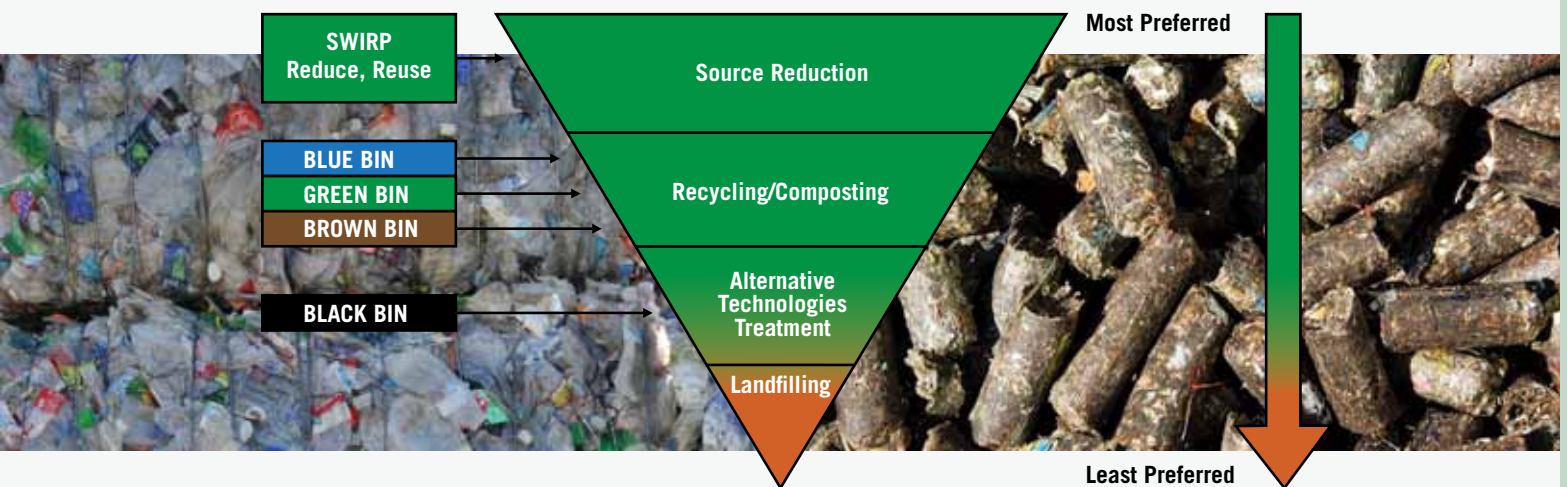 Most Preferred
SWIRP
Reduce, Reuse
Source Reduction
BLUE BIN
GREEN BIN
BROWN BIN
Recycling/Composting
Alternative
Technologies
Treatment
BLACK BIN
Landfilling
Least Preferred